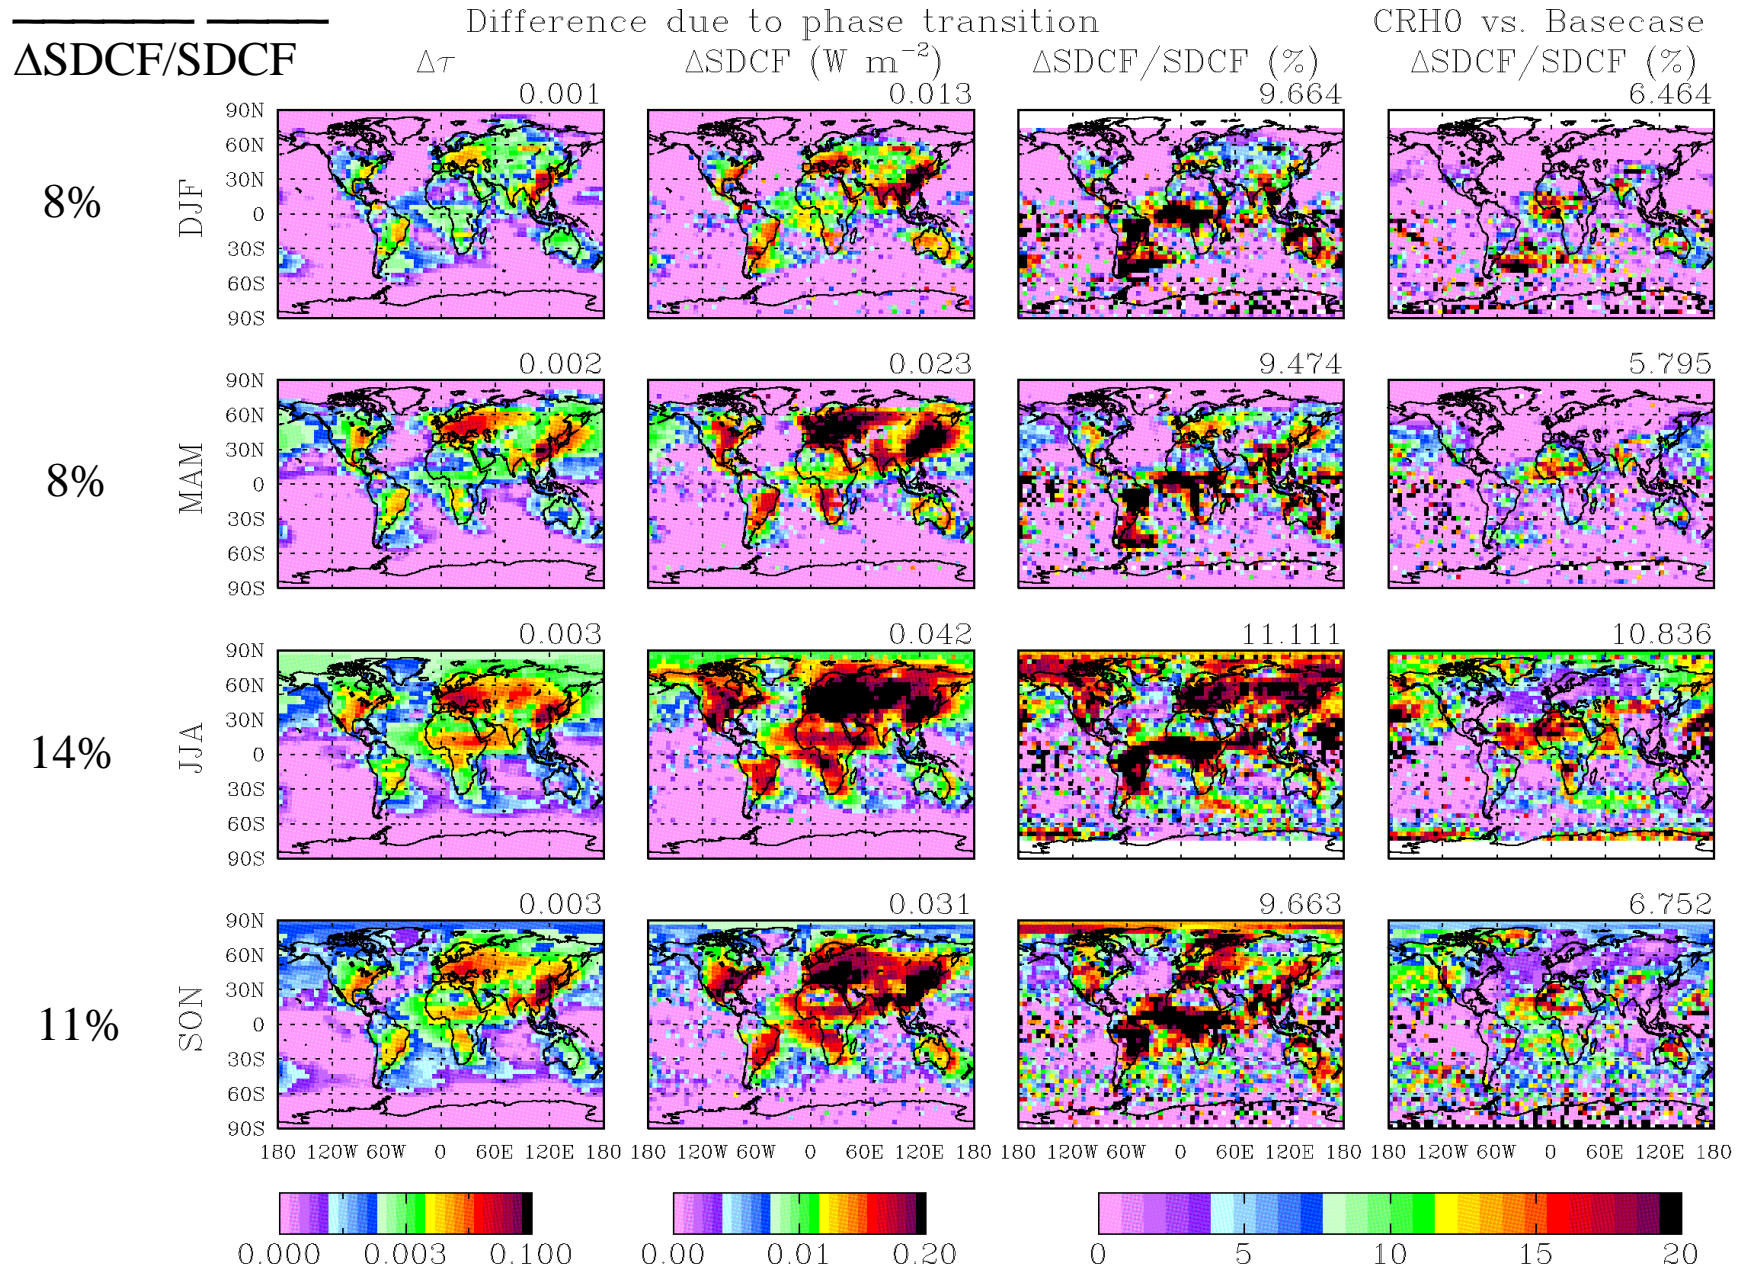 Difference due to phase transition CRH0 vs. Basecase
ΔSDCF/SDCF Δτ ΔSDCF (W m⁻²) ΔSDCF/SDCF (%) ΔSDCF/SDCF (%)
0.001 0.013 9.664 6.464
8% DJF
90N
60N
30N
0
30S
60S
90S
0.002 0.023 9.474 5.795
8% MAM
90N
60N
30N
0
30S
60S
90S
0.003 0.042 11.111 10.836
14% JJA
90N
60N
30N
0
30S
60S
90S
0.003 0.031 9.663 6.752
11% SON
90N
60N
30N
0
30S
60S
90S
180 120W 60W 0 60E 120E 180 180 120W 60W 0 60E 120E 180 180 120W 60W 0 60E 120E 180 180 120W 60W 0 60E 120E 180
0.000 0.003 0.100 0.00 0.01 0.20 0 5 10 15 20